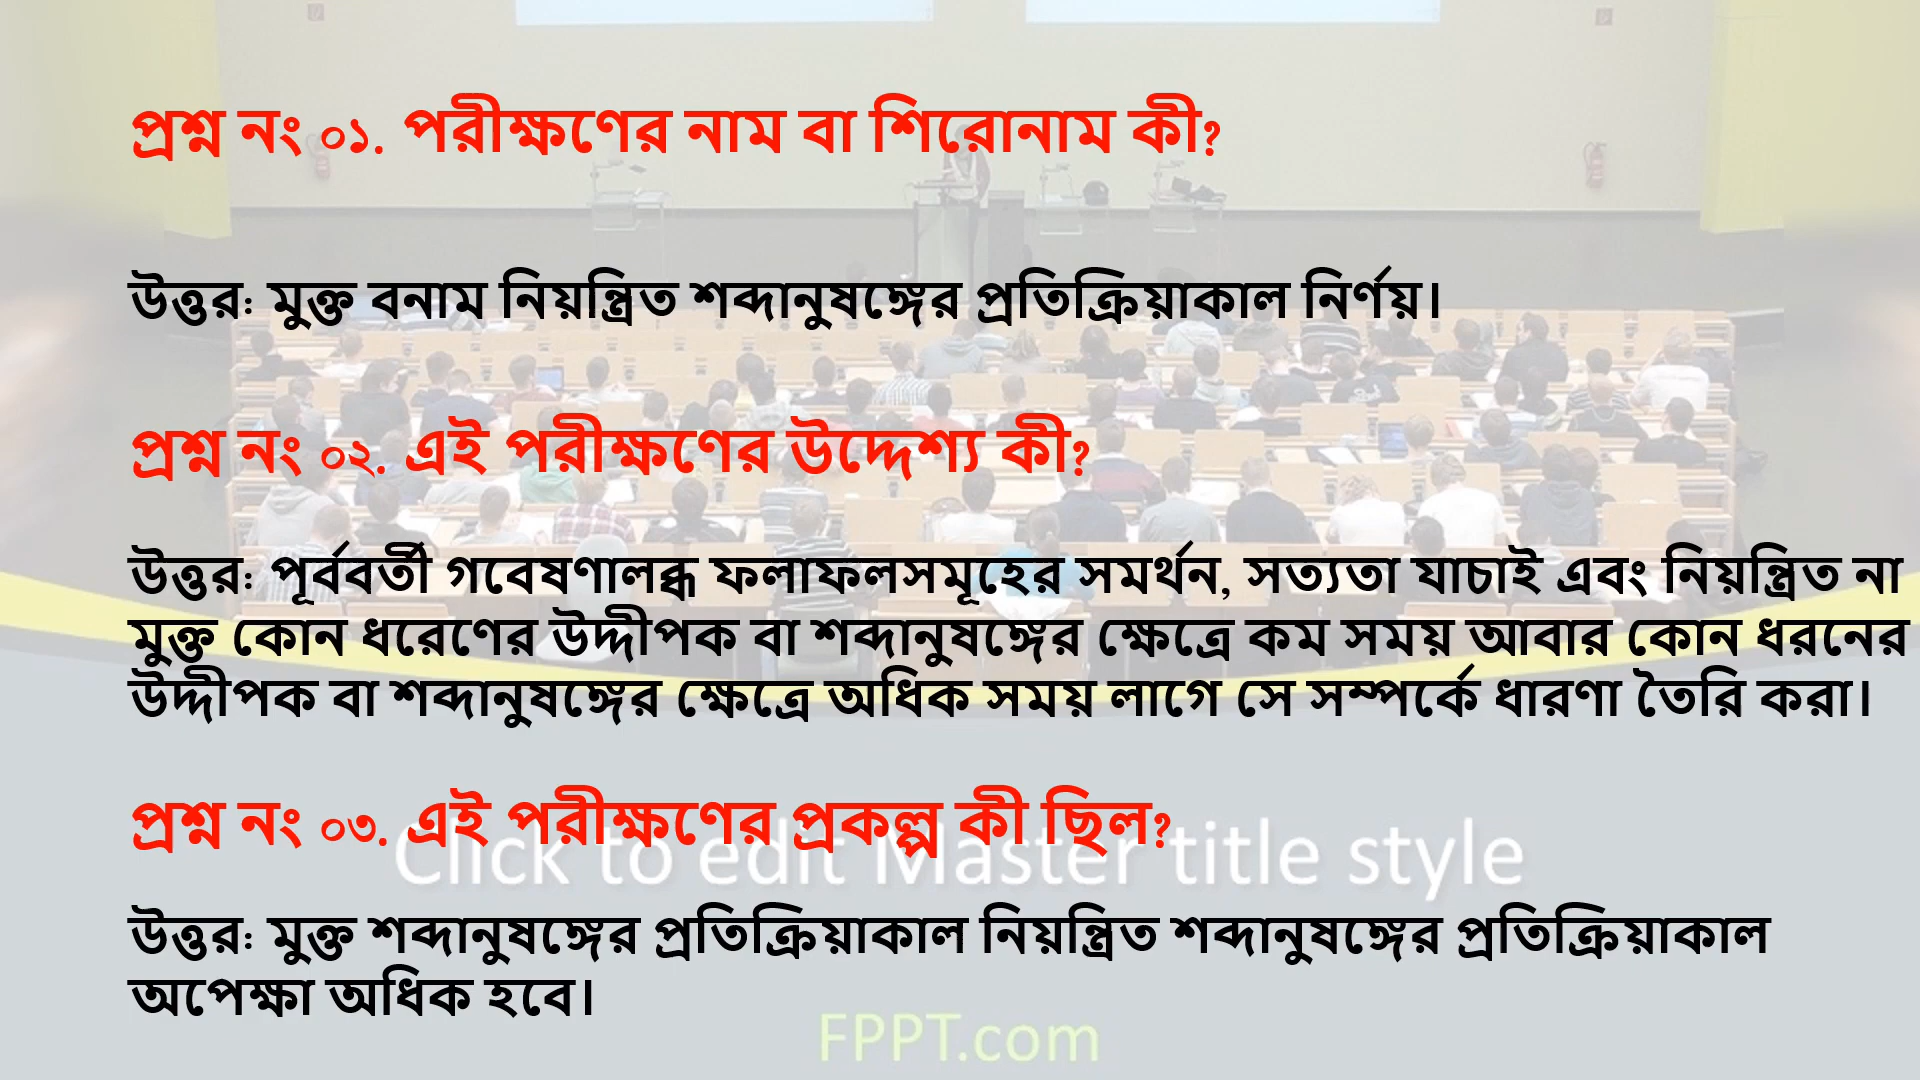 প্রশ্ন নং ০১. পরীক্ষণের নাম বা শিরোনাম কী?
উত্তরঃ মুক্ত বনাম নিয়ন্ত্রিত শব্দানুষঙ্গের প্রতিক্রিয়াকাল নির্ণয়।
প্রশ্ন নং ০২. এই পরীক্ষণের উদ্দেশ্য কী?
উত্তরঃ পূর্ববর্তী গবেষণালব্ধ ফলাফলসমূহের সমর্থন, সত্যতা যাচাই এবং নিয়ন্ত্রিত না
মুক্ত কোন ধরেণের উদ্দীপক বা শব্দানুষঙ্গের ক্ষেত্রে কম সময় আবার কোন ধরনের
উদ্দীপক বা শব্দানুষঙ্গের ক্ষেত্রে অধিক সময় লাগে সে সম্পর্কে ধারণা তৈরি করা।
প্রশ্ন নং ০৩. এই পরীক্ষণের প্রকল্প কী ছিল?
Click to edit Master title style
উত্তরঃ মুক্ত শব্দানুষঙ্গের প্রতিক্রিয়াকাল নিয়ন্ত্রিত শব্দানুষঙ্গের প্রতিক্রিয়াকাল
অপেক্ষা অধিক হবে।
FPPT.com